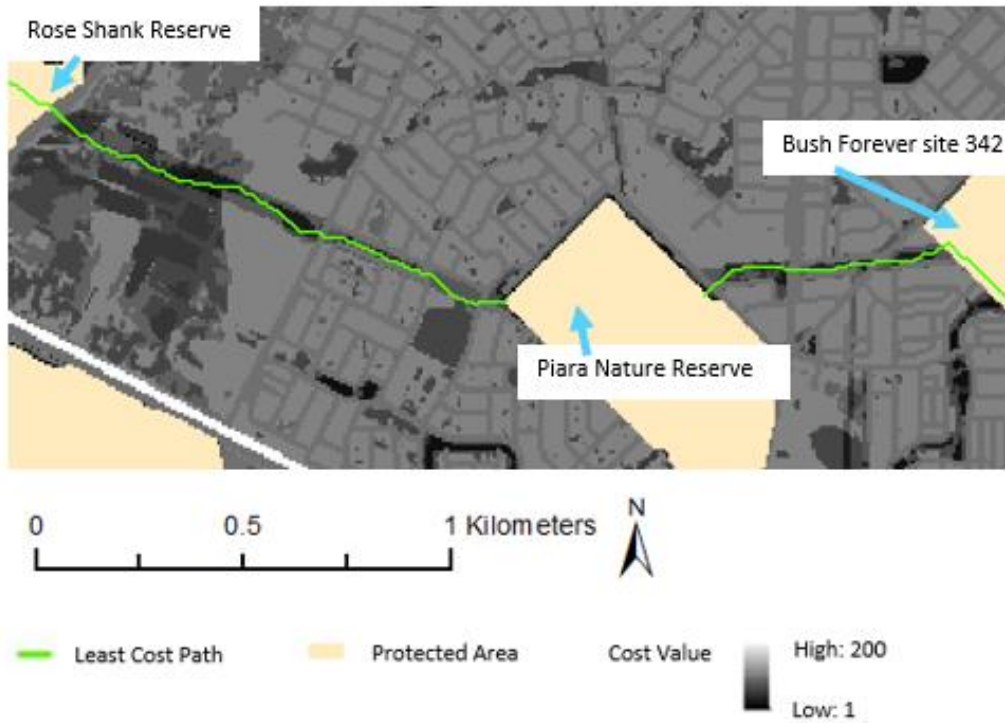 Rose Shank Reserve
Bush Forever site 342
Piara Nature Reserve
0 0.5 1 Kilometers
N
Least Cost Path Protected Area Cost Value High: 200
Low: 1